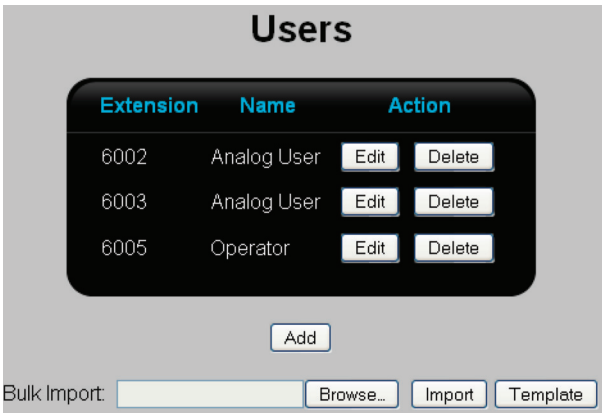 Users
Extension Name Action
6002 Analog User Edit Delete
6003 Analog User Edit Delete
6005 Operator Edit Delete
Add
Bulk Import: Browse... Import Template